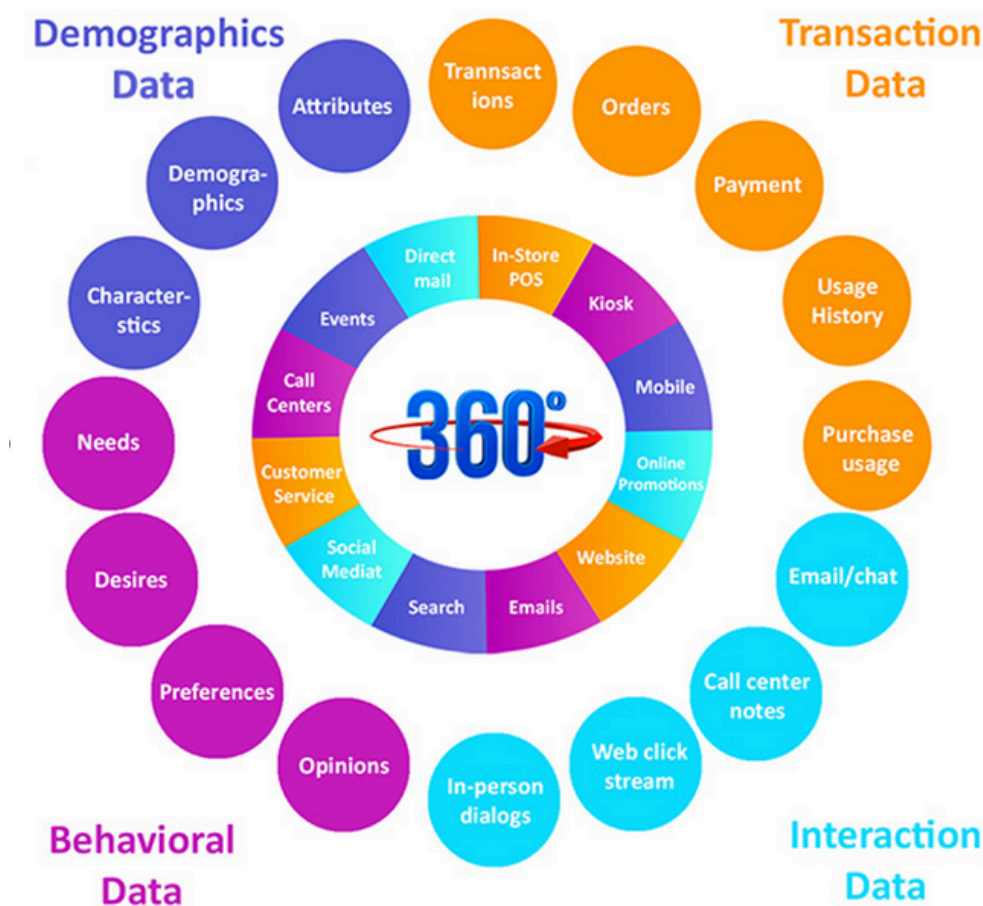 Demographics
Data
Transaction
Data
Attributes
Trannsact
ions
Orders
Payment
Usage
History
Purchase
usage
Email/chat
Call center
notes
Web click
stream
In-person
dialogs
Opinions
Preferences
Desires
Needs
Character-
stics
Demogra-
phics
Direct
mail
In-Store
POS
Kiosk
Mobile
Online
Promotions
Website
Emails
Search
Social
Mediat
Customer
Service
Call
Centers
Events
360°
Behavioral
Data
Interaction
Data